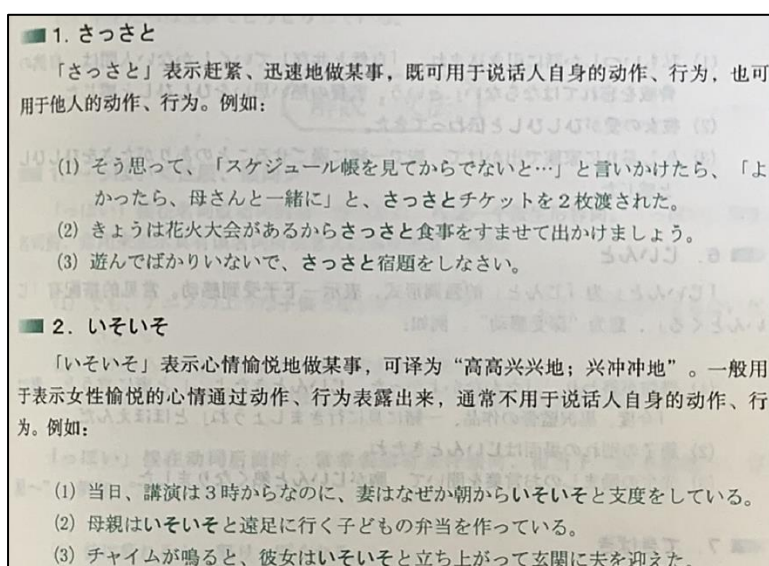 1. さっさと
「さっさと」表示赶紧、迅速地做某事，既可用于说话人自身的动作、行为，也可
用于他人的动作、行为。例如：
(1) そう思って、「スケジュール帳を見てからでないと…」と言いかけたら、「よ
かったら、母さんと一緒に」と、さっさとチケットを２枚渡された。
(2) きょうは花火大会があるからさっさと食事をすませて出かけましょう。
(3) 遊んでばかりいないで、さっさと宿題をしなさい。
2. いそいそ
「いそいそ」表示心情愉悦地做某事，可译为“高高兴兴地；兴冲冲地”。一般用
于表示女性愉悦的心情通过动作、行为表露出来，通常不用于说话人自身的动作、行
为。例如：
(1) 当日、講演は３時からなのに、妻はなぜか朝からいそいそと支度をしている。
(2) 母親はいそいそと遠足に行く子どもの弁当を作っている。
(3) チャイムが鳴ると、彼女はいそいそと立ち上がって玄関に夫を迎えた。